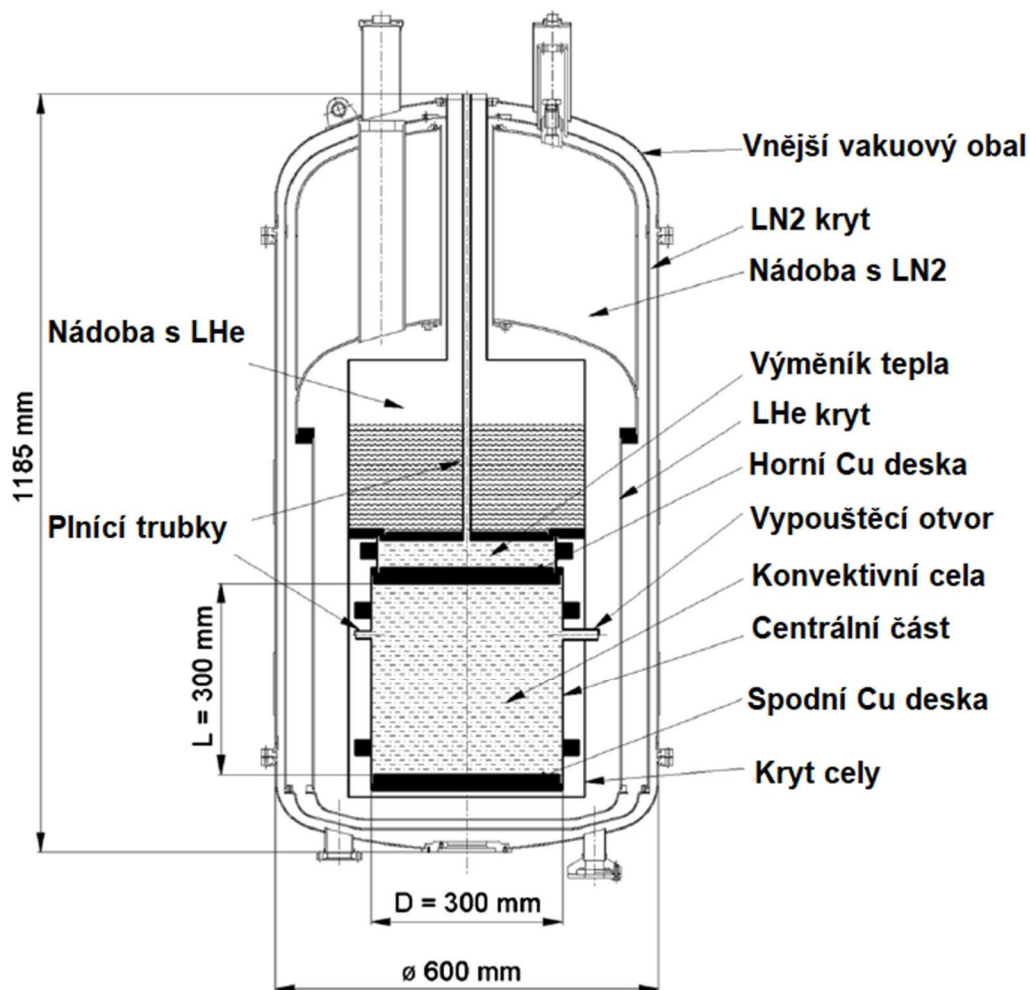 Vnější vakuový obal
LN2 kryt
Nádoba s LN2
Nádoba s LHe
Výměník tepla
LHe kryt
Horní Cu deska
1185 mm
Plnící trubky
Vypouštěcí otvor
Konvektivní cela
Centrální část
L = 300 mm
Spodní Cu deska
Kryt cely
D = 300 mm
ø 600 mm